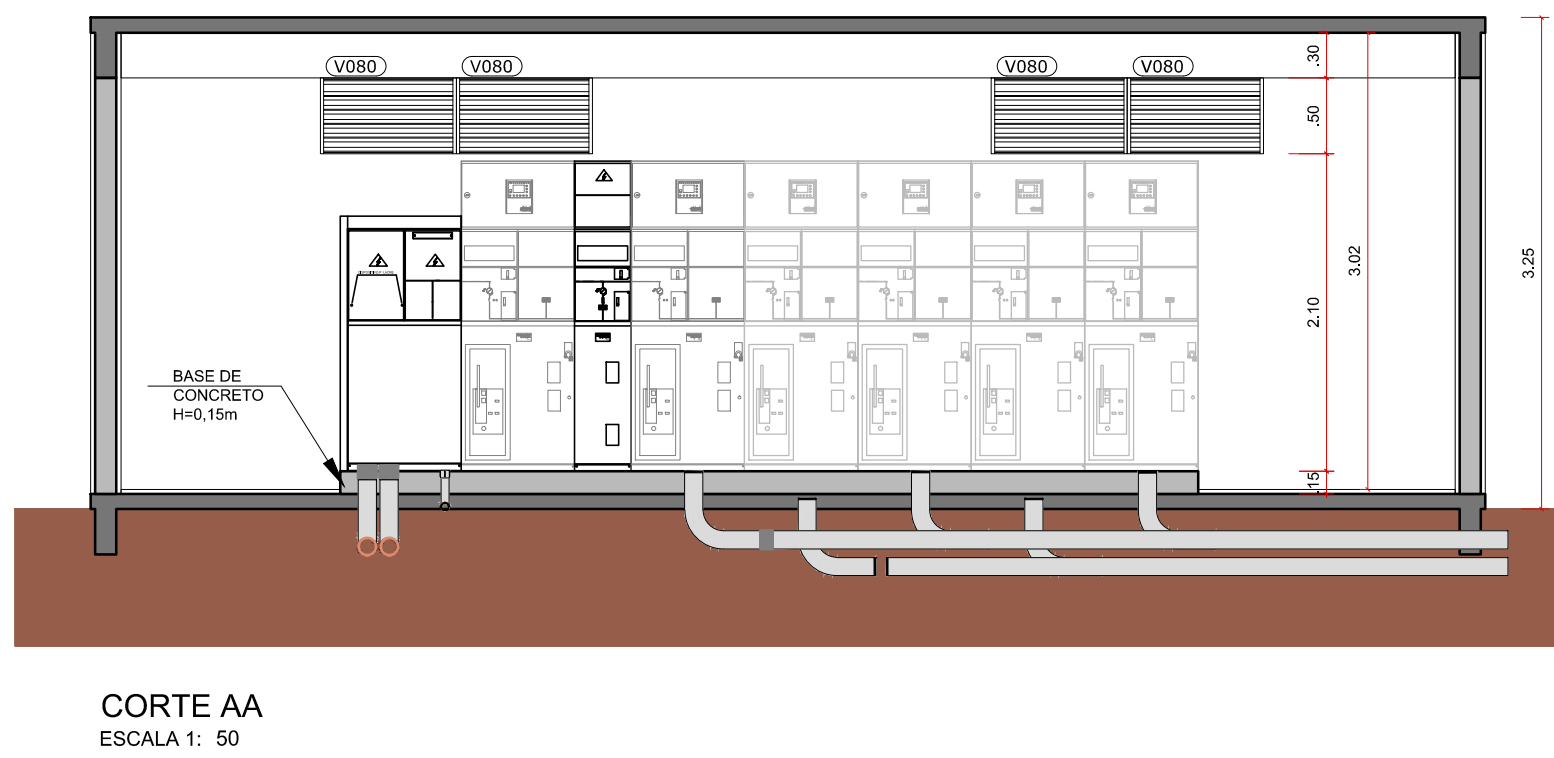 V080
V080
V080
V080
.30
.50
3.02
3.25
2.10
BASE DE
CONCRETO
H=0,15m
.15
CORTE AA
ESCALA 1: 50